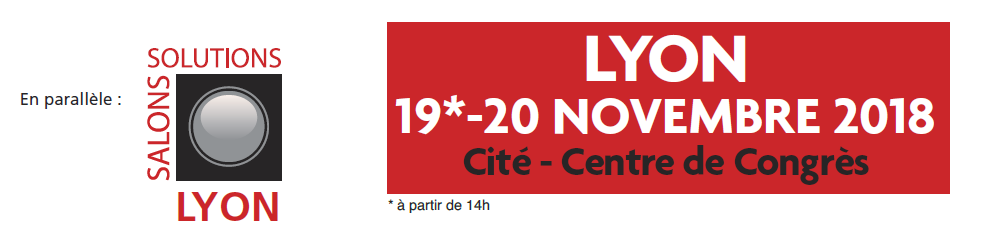 En parallèle :
SALONS
SOLUTIONS
LYON
LYON
19*-20 NOVEMBRE 2018
Cité - Centre de Congrès
* à partir de 14h